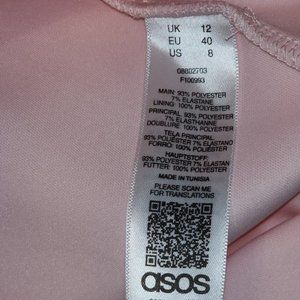 UK 12
EU 40
US 8
08802703
F100993
MAIN: 93% POLYESTER
7% ELASTANE
LINING: 100% POLYESTER
PRINCIPAL: 93% POLYESTER
7% ELASTHANNE
DOUBLURE: 100% POLYESTER
TELA PRINCIPAL:
93% POLIÉSTER 7% ELASTANO
FORRO: 100% POLIÉSTER
HAUPTSTOFF:
93% POLYESTER 7% ELASTAN
FUTTER: 100% POLYESTER
MADE IN TUNISIA
PLEASE SCAN ME
FOR TRANSLATIONS
asos